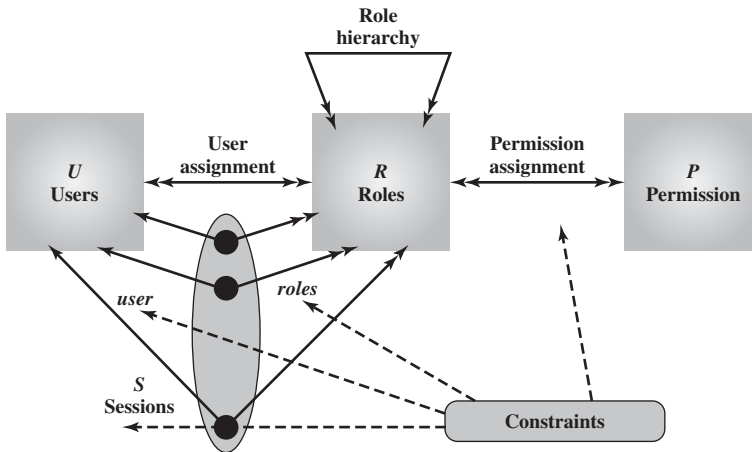 Role
hierarchy
User
assignment
Permission
assignment
U
Users
R
Roles
P
Permission
user
roles
S
Sessions
Constraints